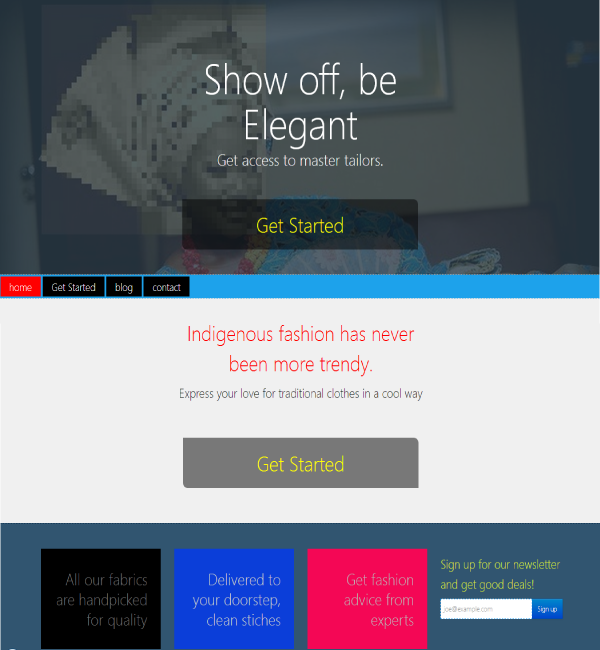 Show off, be
Elegant
Get access to master tailors.
Get Started
home
Get Started
blog
contact
Indigenous fashion has never
been more trendy.
Express your love for traditional clothes in a cool way
Get Started
All our fabrics
are handpicked
for quality
Delivered to
your doorstep,
clean stiches
Get fashion
advice from
experts
Sign up for our newsletter
and get good deals!
joe@example.com
Sign up